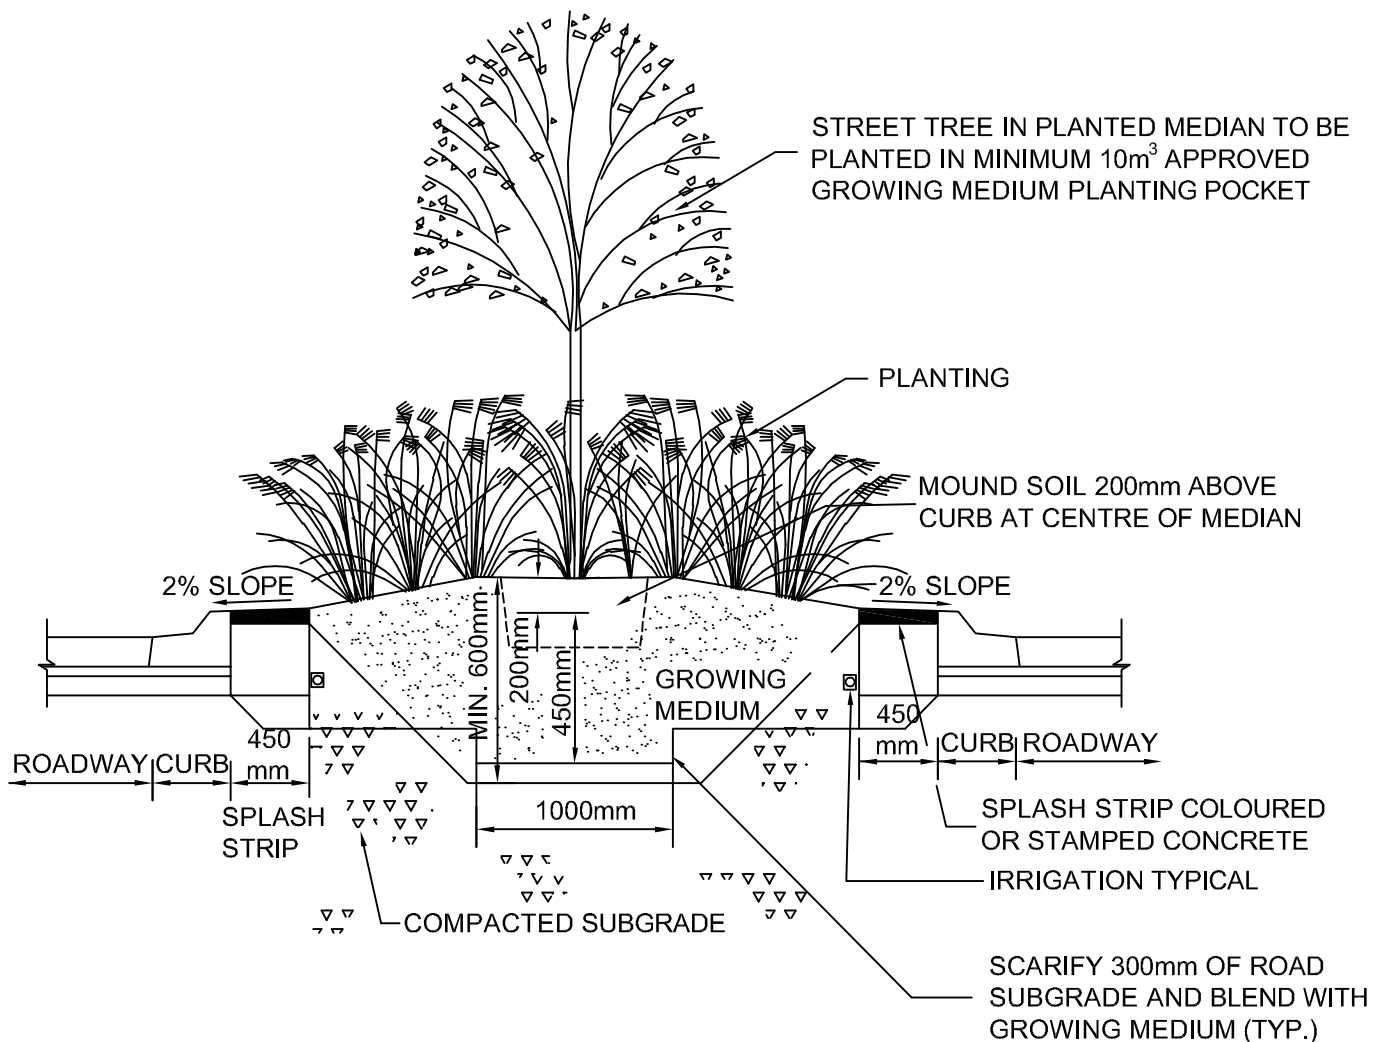 STREET TREE IN PLANTED MEDIAN TO BE
PLANTED IN MINIMUM 10m³ APPROVED
GROWING MEDIUM PLANTING POCKET
PLANTING
MOUND SOIL 200mm ABOVE
CURB AT CENTRE OF MEDIAN
2% SLOPE
2% SLOPE
MIN. 600mm
200mm
450mm
GROWING
MEDIUM
450
mm
450
mm
ROADWAY
CURB
CURB
ROADWAY
SPLASH
STRIP
1000mm
SPLASH STRIP COLOURED
OR STAMPED CONCRETE
IRRIGATION TYPICAL
COMPACTED SUBGRADE
SCARIFY 300mm OF ROAD
SUBGRADE AND BLEND WITH
GROWING MEDIUM (TYP.)